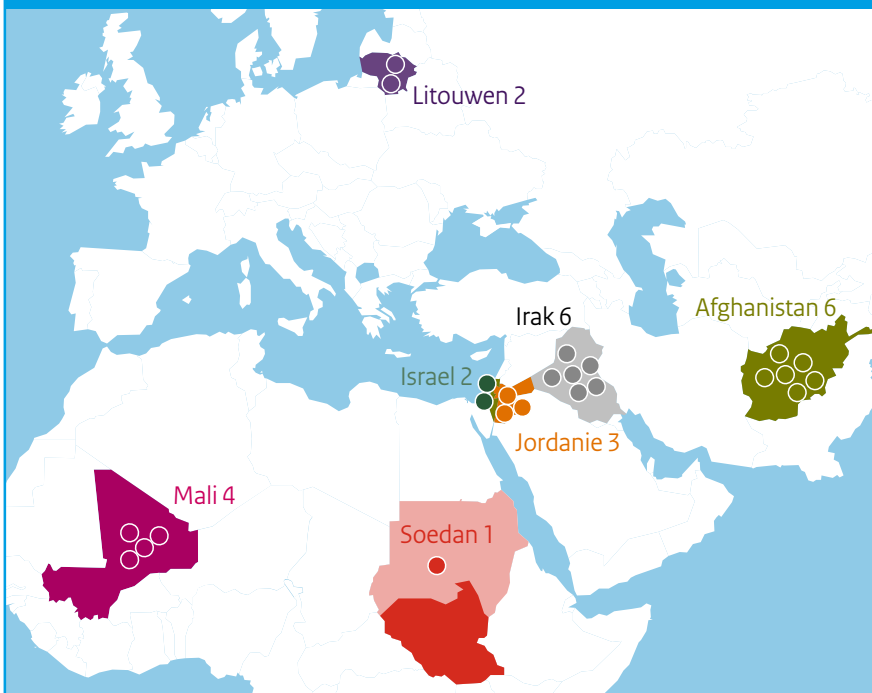 Litouwen 2
Afghanistan 6
Irak 6
Israel 2
Jordanie 3
Mali 4
Soedan 1